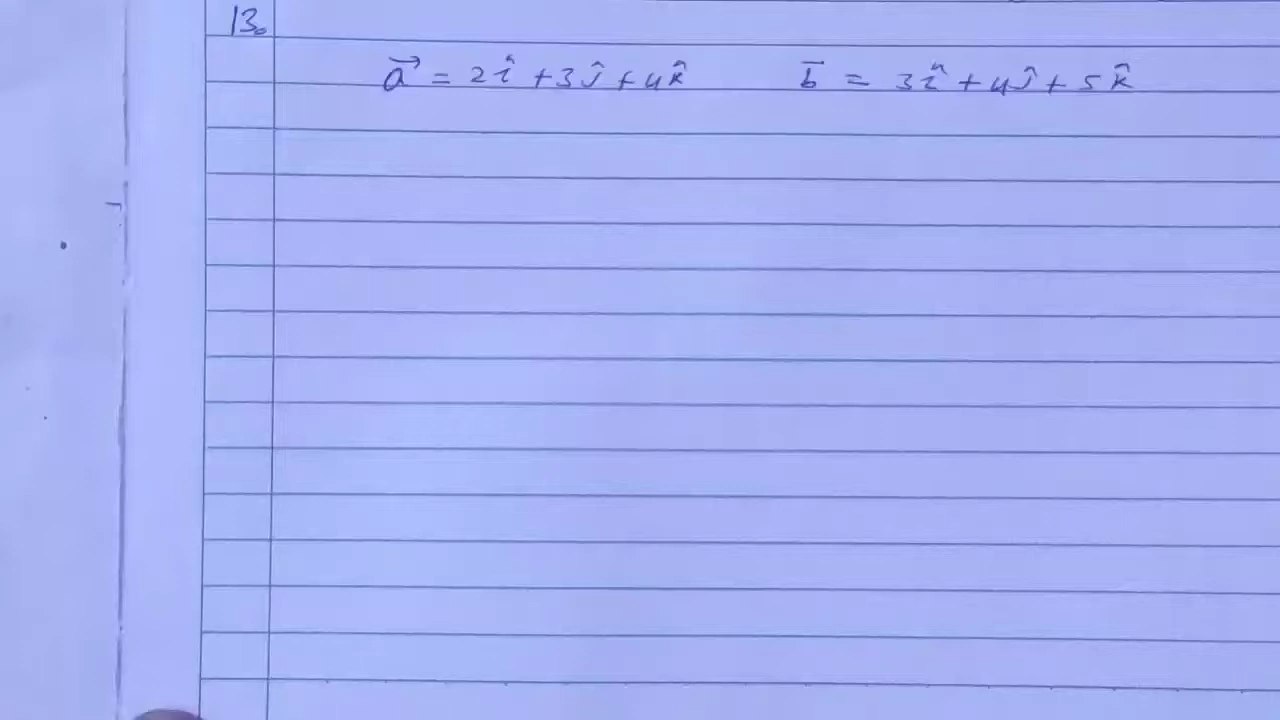 13.
a⃗ = 2î + 3ĵ + 4k̂ b̄ = 3î + 4ĵ + 5k̂